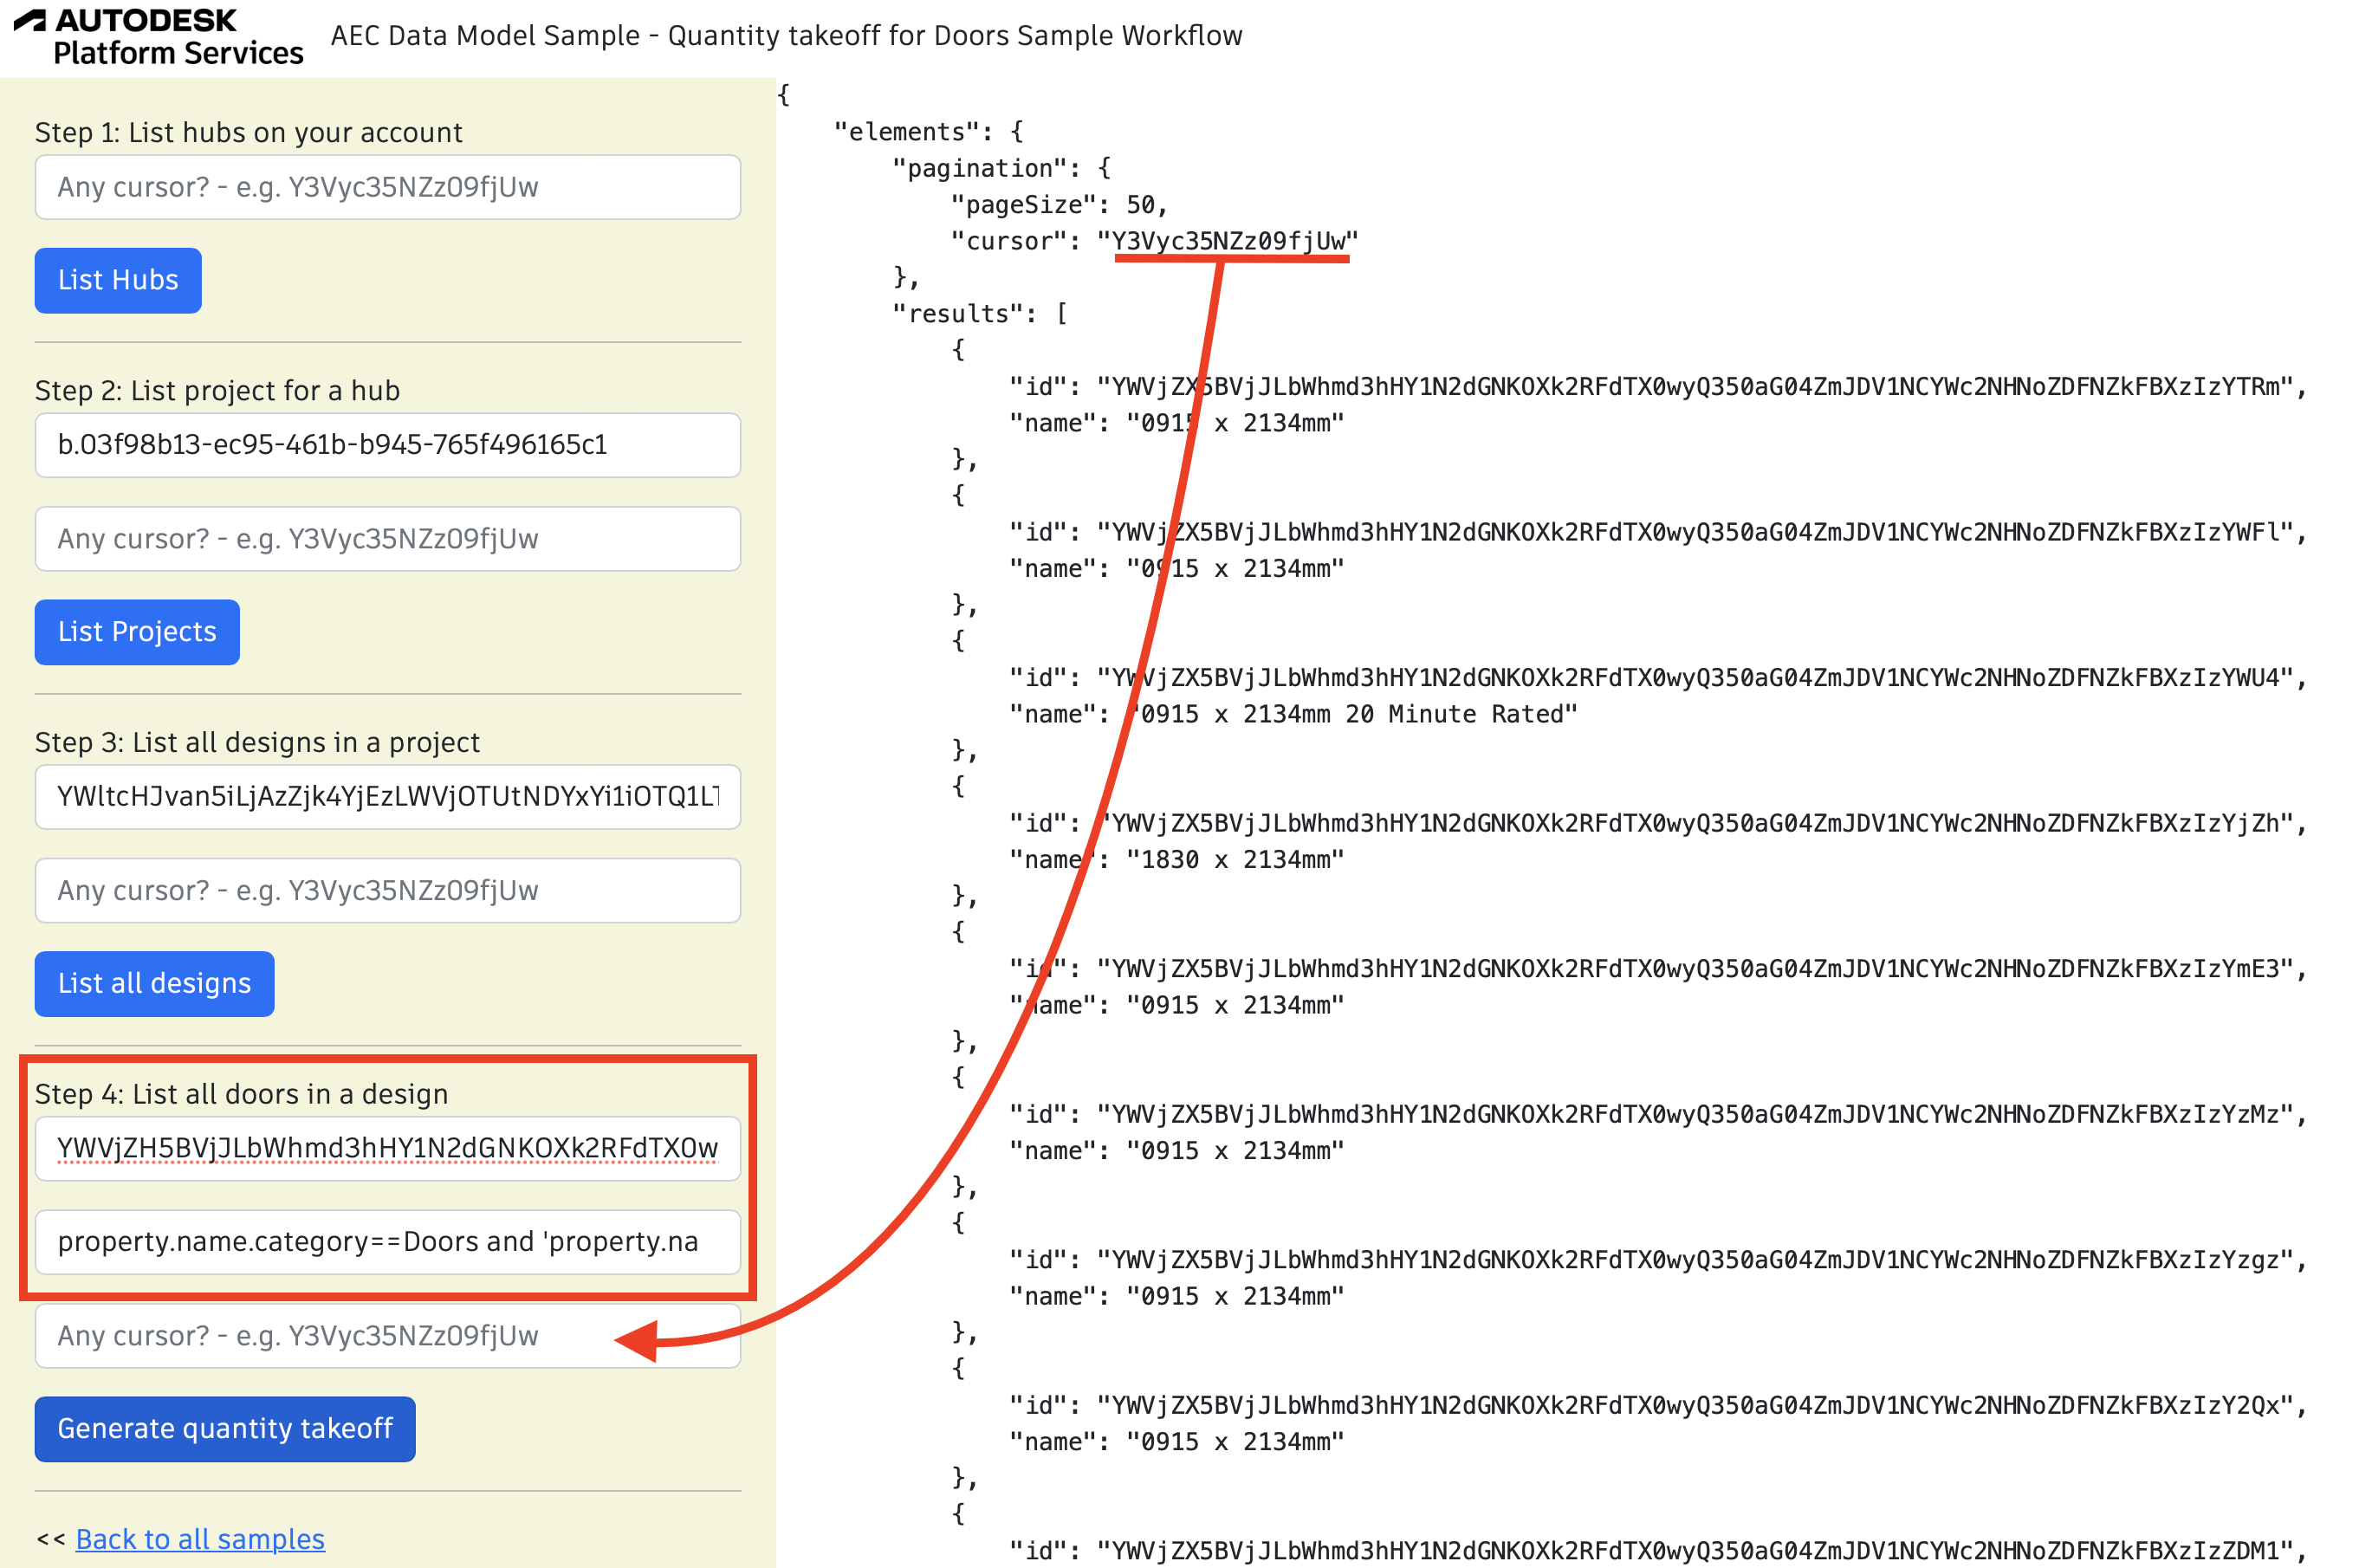 AUTODESK
Platform Services
AEC Data Model Sample - Quantity takeoff for Doors Sample Workflow
Step 1: List hubs on your account
Any cursor? - e.g. Y3Vyc35NZz09fjUw
List Hubs
Step 2: List project for a hub
b.03f98b13-ec95-461b-b945-765f496165c1
Any cursor? - e.g. Y3Vyc35NZz09fjUw
List Projects
Step 3: List all designs in a project
YWltcHJvan5iLjAzZjk4YjEzLWVjOTUtNDYxYi1iOTQ1LT
Any cursor? - e.g. Y3Vyc35NZz09fjUw
List all designs
Step 4: List all doors in a design
YWVjZH5BVjJLbWhmd3hHY1N2dGNKOXk2RFdTX0w
property.name.category==Doors and 'property.na
Any cursor? - e.g. Y3Vyc35NZz09fjUw
Generate quantity takeoff
<< Back to all samples
{
"elements": {
"pagination": {
"pageSize": 50,
"cursor": "Y3Vyc35NZz09fjUw"
},
"results": [
{
"id": "YWVjZX5BVjJLbWhmd3hHY1N2dGNKOXk2RFdTX0wyQ350aG04ZmJDV1NCYWc2NHNoZDFNZkFBXzIzYTRm",
"name": "0915 x 2134mm"
},
{
"id": "YWVjZX5BVjJLbWhmd3hHY1N2dGNKOXk2RFdTX0wyQ350aG04ZmJDV1NCYWc2NHNoZDFNZkFBXzIzYWFl",
"name": "0915 x 2134mm"
},
{
"id": "YWVjZX5BVjJLbWhmd3hHY1N2dGNKOXk2RFdTX0wyQ350aG04ZmJDV1NCYWc2NHNoZDFNZkFBXzIzYWU4",
"name": "0915 x 2134mm 20 Minute Rated"
},
{
"id": "YWVjZX5BVjJLbWhmd3hHY1N2dGNKOXk2RFdTX0wyQ350aG04ZmJDV1NCYWc2NHNoZDFNZkFBXzIzYjZh",
"name": "1830 x 2134mm"
},
{
"id": "YWVjZX5BVjJLbWhmd3hHY1N2dGNKOXk2RFdTX0wyQ350aG04ZmJDV1NCYWc2NHNoZDFNZkFBXzIzYmE3",
"name": "0915 x 2134mm"
},
{
"id": "YWVjZX5BVjJLbWhmd3hHY1N2dGNKOXk2RFdTX0wyQ350aG04ZmJDV1NCYWc2NHNoZDFNZkFBXzIzYzMz",
"name": "0915 x 2134mm"
},
{
"id": "YWVjZX5BVjJLbWhmd3hHY1N2dGNKOXk2RFdTX0wyQ350aG04ZmJDV1NCYWc2NHNoZDFNZkFBXzIzYzgz",
"name": "0915 x 2134mm"
},
{
"id": "YWVjZX5BVjJLbWhmd3hHY1N2dGNKOXk2RFdTX0wyQ350aG04ZmJDV1NCYWc2NHNoZDFNZkFBXzIzY2Qx",
"name": "0915 x 2134mm"
},
{
"id": "YWVjZX5BVjJLbWhmd3hHY1N2dGNKOXk2RFdTX0wyQ350aG04ZmJDV1NCYWc2NHNoZDFNZkFBXzIzZDM1",